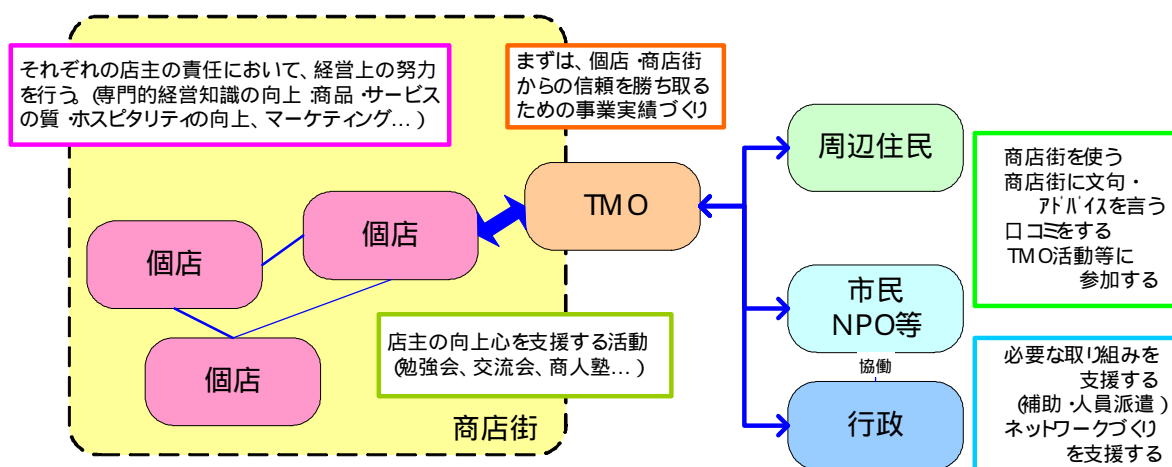 それぞれの店主の責任において、経営上の努力
を行う。(専門的経営知識の向上・商品・サービス
の質・ホスピタリティの向上、マーケティング…)
まずは、個店・商店街
からの信頼を勝ち取る
ための事業実績づくり
周辺住民
商店街を使う
商店街に文句・
アドバイスを言う
口コミをする
TMO活動等に
参加する
TMO
個店
個店
個店
市民
NPO等
店主の向上心を支援する活動
(勉強会、交流会、商人塾…)
協働
行政
必要な取り組みを
支援する
(補助・人員派遣)
ネットワークづくり
を支援する
商店街